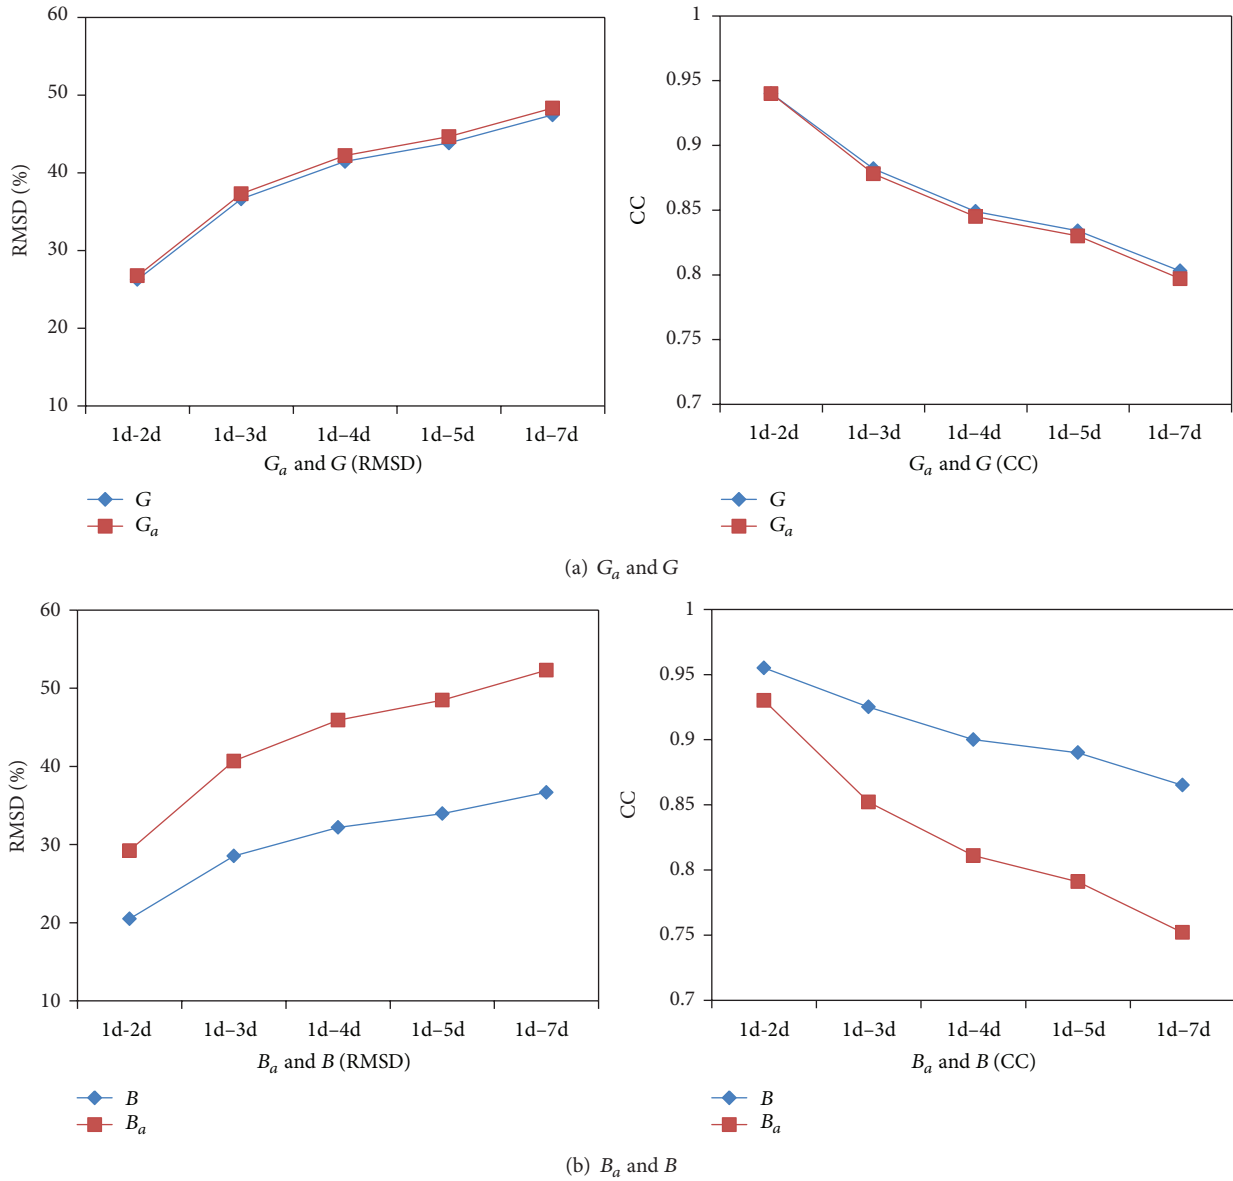 60
50
40
30
20
10
RMSD (%)
1d-2d 1d–3d 1d–4d 1d–5d 1d–7d
Ga and G (RMSD)
G
Ga
1
0.95
0.9
0.85
0.8
0.75
0.7
CC
1d-2d 1d–3d 1d–4d 1d–5d 1d–7d
Ga and G (CC)
G
Ga
(a) Ga and G
60
50
40
30
20
10
RMSD (%)
1d-2d 1d–3d 1d–4d 1d–5d 1d–7d
Ba and B (RMSD)
B
Ba
1
0.95
0.9
0.85
0.8
0.75
0.7
CC
1d-2d 1d–3d 1d–4d 1d–5d 1d–7d
Ba and B (CC)
B
Ba
(b) Ba and B